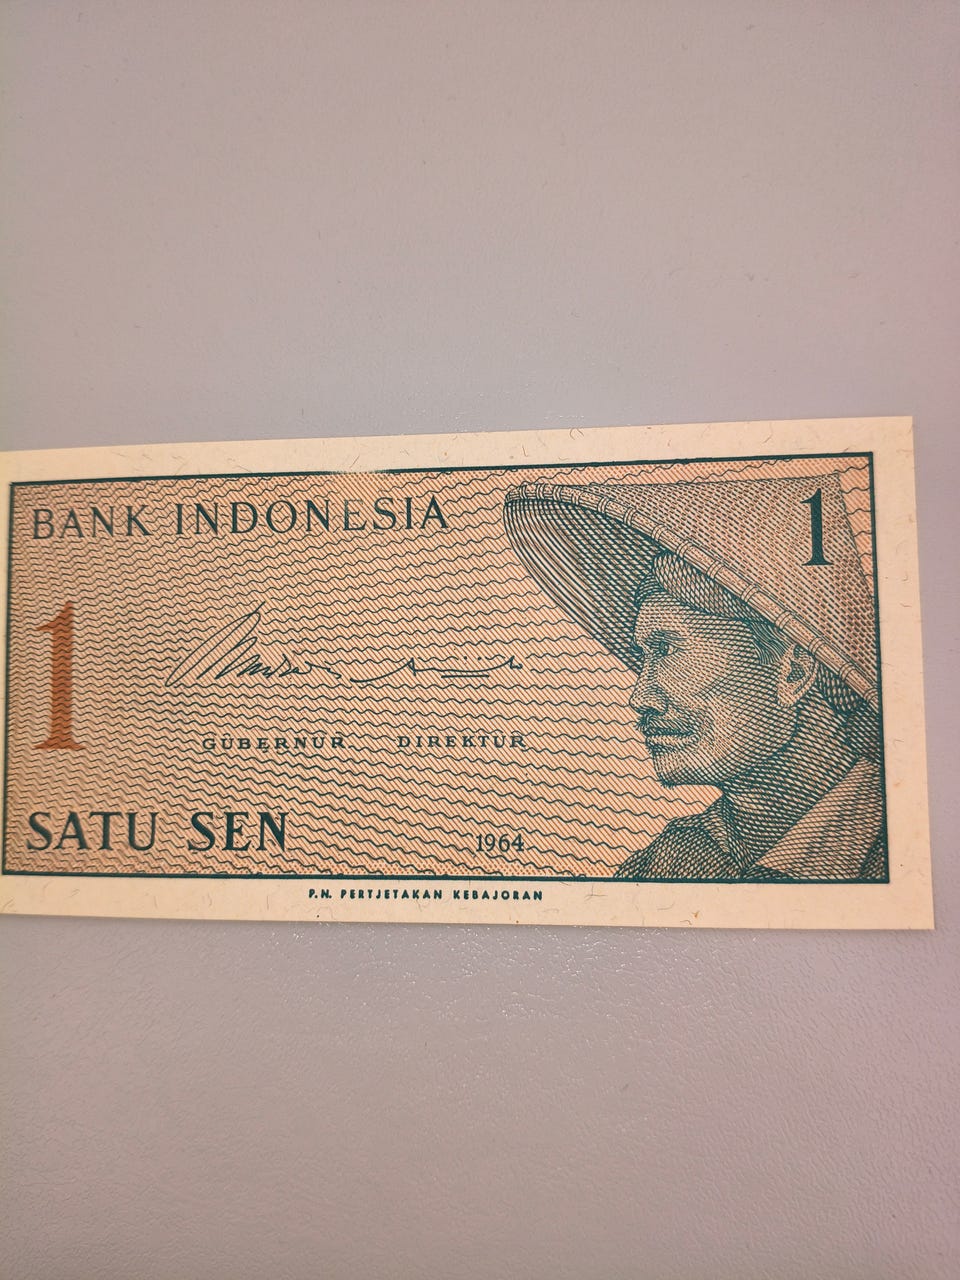 BANK INDONESIA
1
1
GUBERNUR DIREKTUR
SATU SEN
1964
P.N. PERTJETAKAN KEBAJORAN